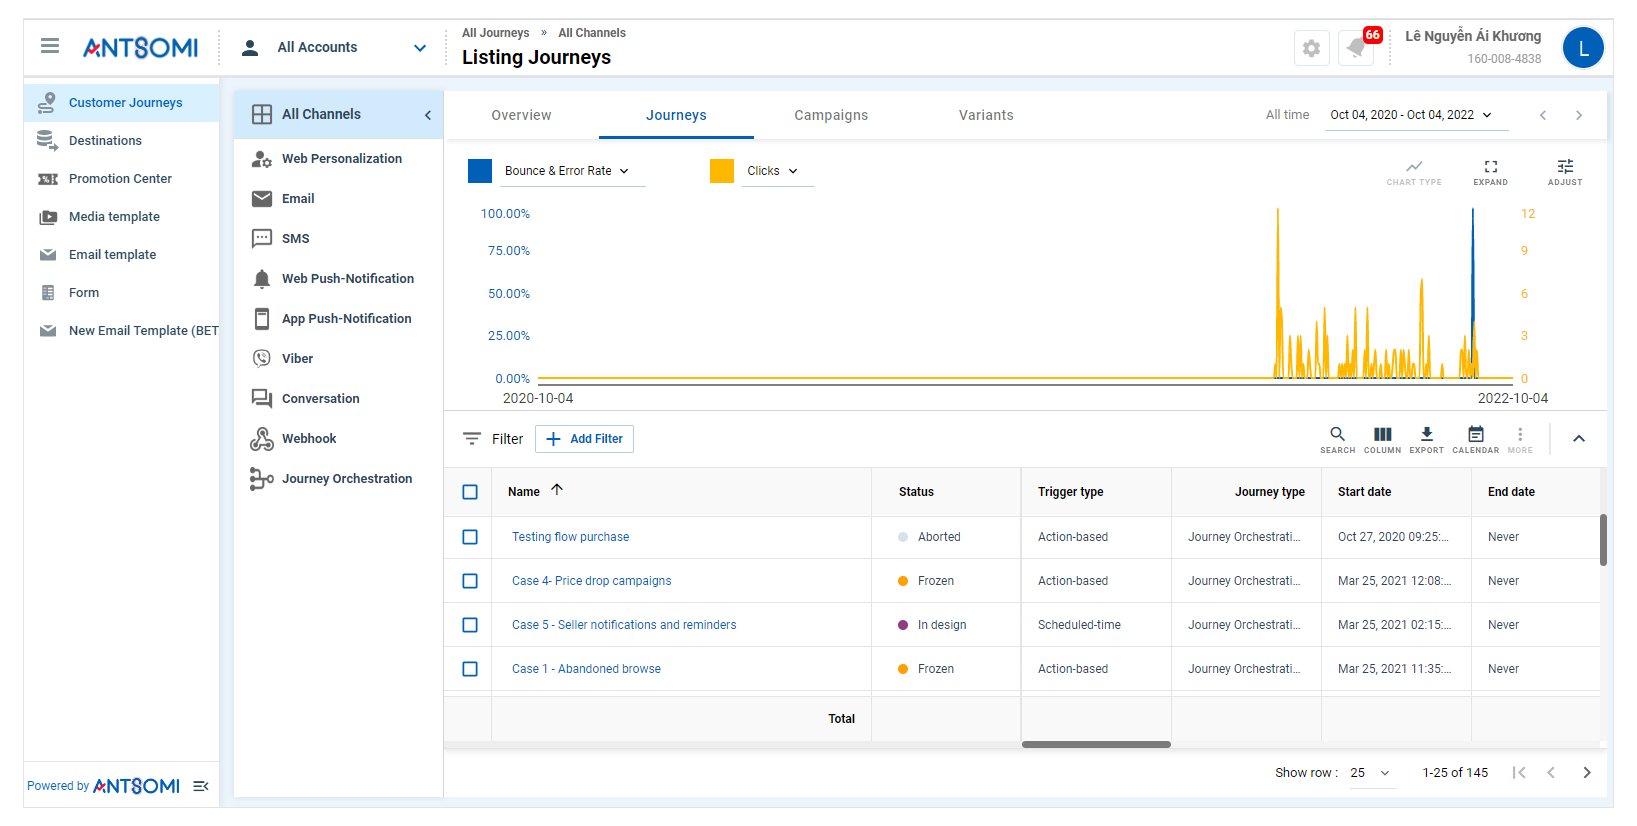 ANTSOMI
All Accounts
All Journeys » All Channels
Listing Journeys
66
Lê Nguyễn Ái Khương
160-008-4838
L
Customer Journeys
Destinations
Promotion Center
Media template
Email template
Form
New Email Template (BET
Powered by ANTSOMI
All Channels
Web Personalization
Email
SMS
Web Push-Notification
App Push-Notification
Viber
Conversation
Webhook
Journey Orchestration
Overview Journeys Campaigns Variants
All time Oct 04, 2020 - Oct 04, 2022
Bounce & Error Rate Clicks
CHART TYPE EXPAND ADJUST
100.00% 12
75.00% 9
50.00% 6
25.00% 3
0.00% 0
2020-10-04 2022-10-04
Filter Add Filter
SEARCH COLUMN EXPORT CALENDAR MORE
Name Status Trigger type Journey type Start date End date
Testing flow purchase Aborted Action-based Journey Orchestrati... Oct 27, 2020 09:25:... Never
Case 4- Price drop campaigns Frozen Action-based Journey Orchestrati... Mar 25, 2021 12:08:... Never
Case 5 - Seller notifications and reminders In design Scheduled-time Journey Orchestrati... Mar 25, 2021 02:15:... Never
Case 1 - Abandoned browse Frozen Action-based Journey Orchestrati... Mar 25, 2021 11:35:... Never
Total
Show row : 25 1-25 of 145